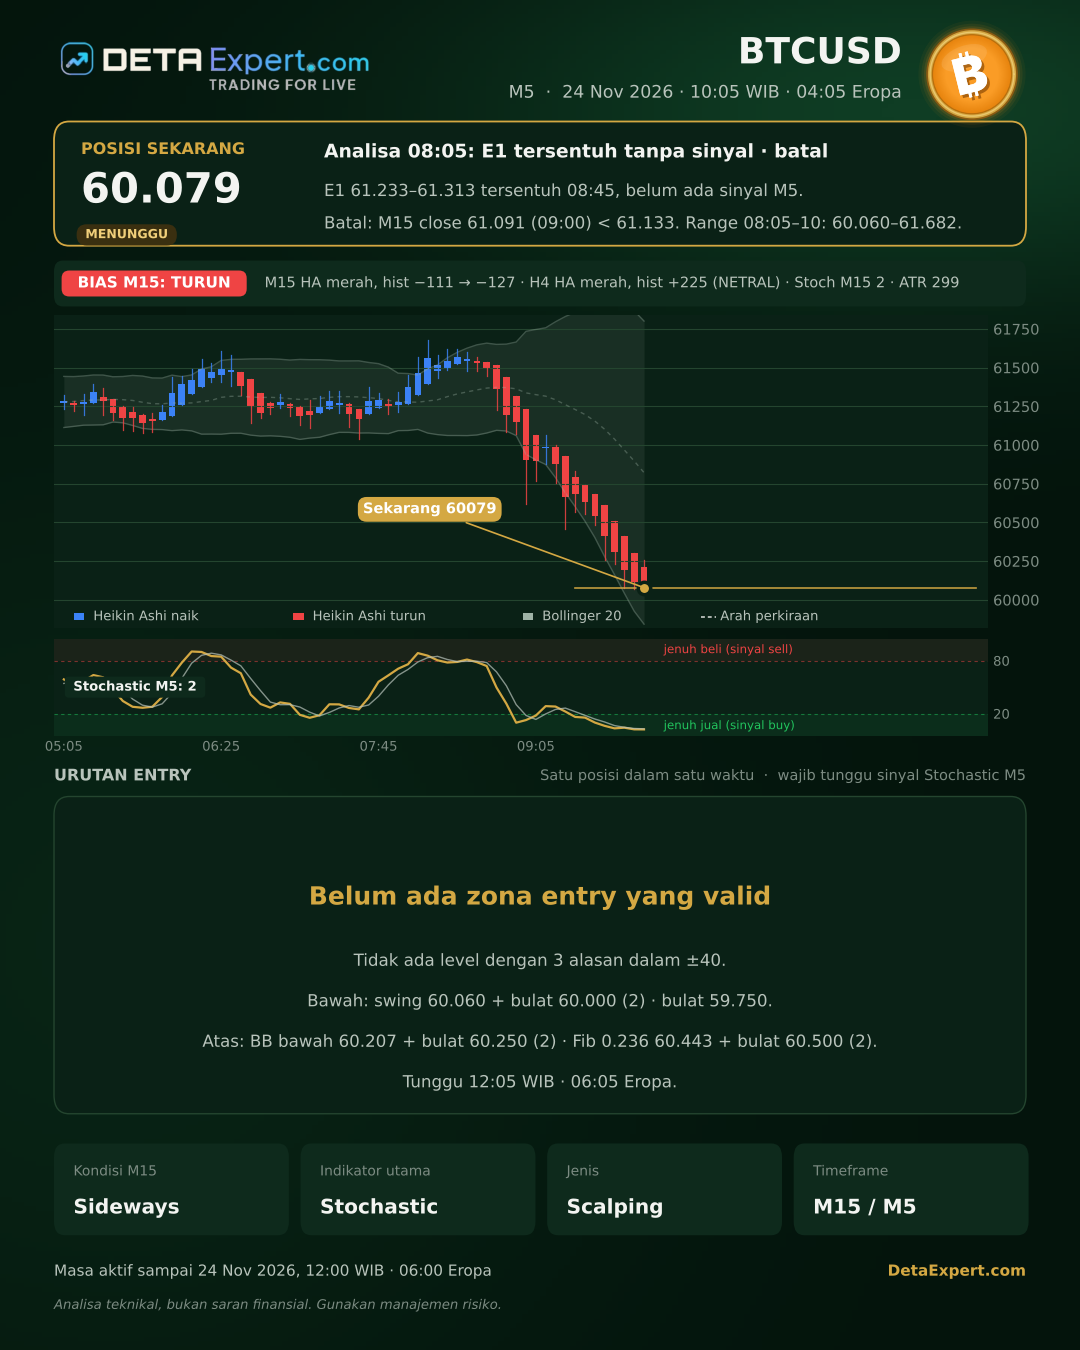 DETA Expert.com
TRADING FOR LIVE
BTCUSD
M5 · 24 Nov 2026 · 10:05 WIB · 04:05 Eropa
POSISI SEKARANG
60.079
MENUNGGU
Analisa 08:05: E1 tersentuh tanpa sinyal · batal
E1 61.233–61.313 tersentuh 08:45, belum ada sinyal M5.
Batal: M15 close 61.091 (09:00) < 61.133. Range 08:05–10: 60.060–61.682.
BIAS M15: TURUN
M15 HA merah, hist −111 → −127 · H4 HA merah, hist +225 (NETRAL) · Stoch M15 2 · ATR 299
61750
61500
61250
61000
60750
60500
60250
60000
Sekarang 60079
Heikin Ashi naik
Heikin Ashi turun
Bollinger 20
Arah perkiraan
jenuh beli (sinyal sell)
80
Stochastic M5: 2
20
jenuh jual (sinyal buy)
05:05 06:25 07:45 09:05
URUTAN ENTRY
Satu posisi dalam satu waktu · wajib tunggu sinyal Stochastic M5
Belum ada zona entry yang valid
Tidak ada level dengan 3 alasan dalam ±40.
Bawah: swing 60.060 + bulat 60.000 (2) · bulat 59.750.
Atas: BB bawah 60.207 + bulat 60.250 (2) · Fib 0.236 60.443 + bulat 60.500 (2).
Tunggu 12:05 WIB · 06:05 Eropa.
Kondisi M15
Sideways
Indikator utama
Stochastic
Jenis
Scalping
Timeframe
M15 / M5
Masa aktif sampai 24 Nov 2026, 12:00 WIB · 06:00 Eropa
DetaExpert.com
Analisa teknikal, bukan saran finansial. Gunakan manajemen risiko.